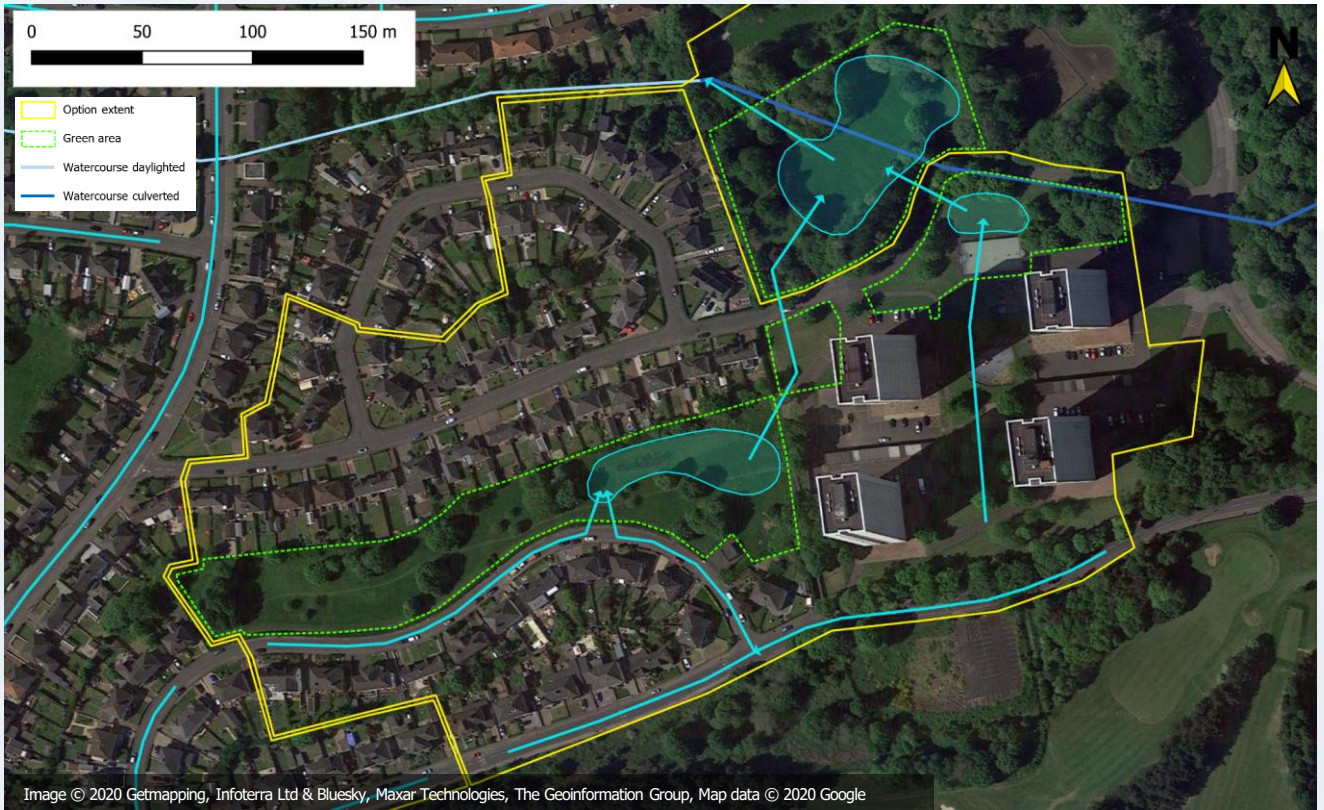 0 50 100 150 m
N
Option extent
Green area
Watercourse daylighted
Watercourse culverted
Image © 2020 Getmapping, Infoterra Ltd & Bluesky, Maxar Technologies, The Geoinformation Group, Map data © 2020 Google